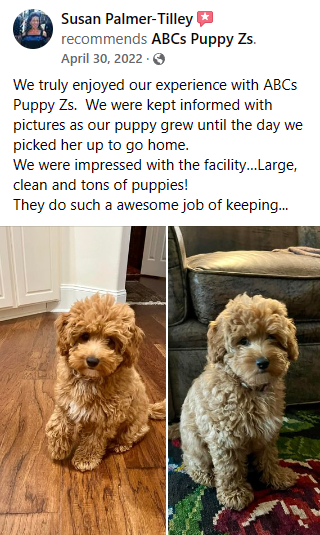 Susan Palmer-Tilley
recommends ABCs Puppy Zs.
April 30, 2022 ·
We truly enjoyed our experience with ABCs
Puppy Zs.  We were kept informed with
pictures as our puppy grew until the day we
picked her up to go home.
We were impressed with the facility...Large,
clean and tons of puppies!
They do such a awesome job of keeping...